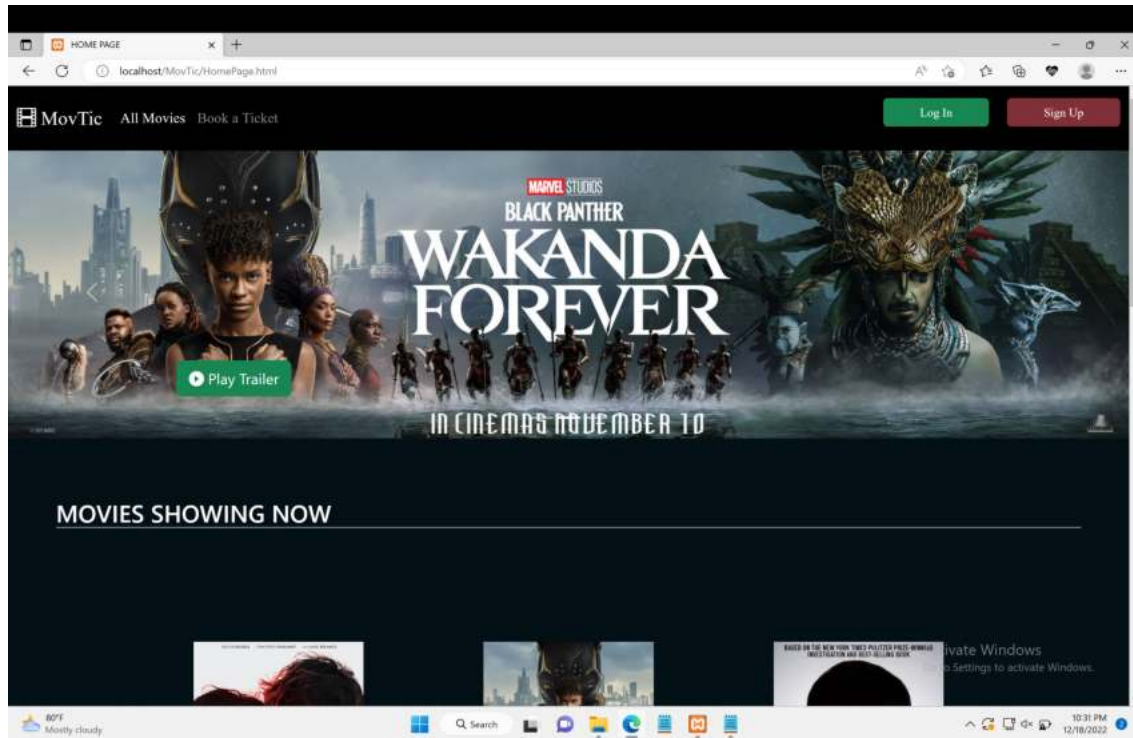 HOME PAGE
localhost/MovTic/HomePage.html
MovTic All Movies Book a Ticket Log In Sign Up
MARVEL STUDIOS
BLACK PANTHER
WAKANDA
FOREVER
Play Trailer
IN CINEMAS NOVEMBER 10
MOVIES SHOWING NOW
BASED ON THE NEW YORK TIMES PULITZER PRIZE-WINNING
INVESTIGATION AND BEST-SELLING BOOK
vate Windows
o Settings to activate Windows.
80°F
Mostly cloudy
Search
10:31 PM
12/18/2022
2